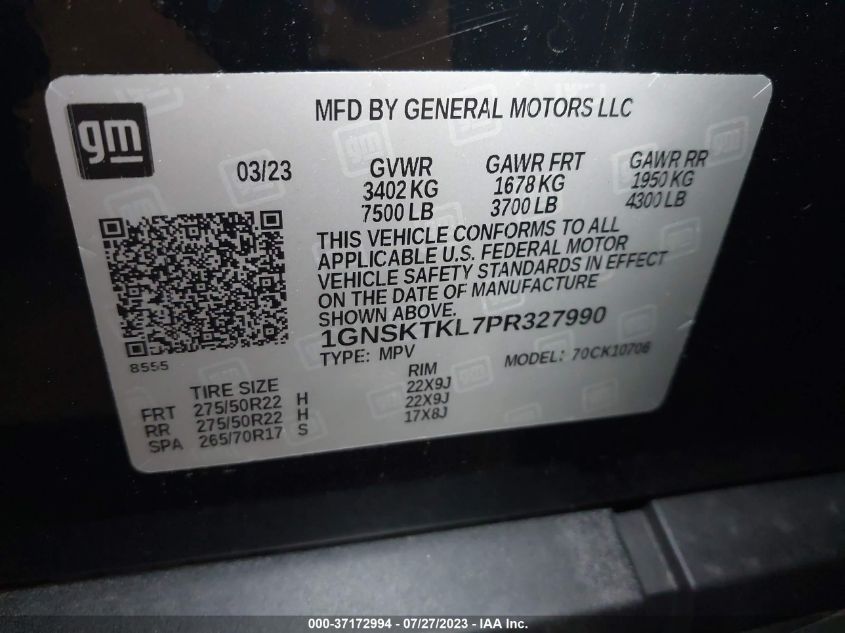 gm
MFD BY GENERAL MOTORS LLC
03/23 GVWR GAWR FRT GAWR RR
3402 KG 1678 KG 1950 KG
7500 LB 3700 LB 4300 LB
THIS VEHICLE CONFORMS TO ALL
APPLICABLE U.S. FEDERAL MOTOR
VEHICLE SAFETY STANDARDS IN EFFECT
ON THE DATE OF MANUFACTURE
SHOWN ABOVE.
1GNSKTKL7PR327990
TYPE: MPV MODEL: 70CK10706
8555
TIRE SIZE RIM
FRT 275/50R22 H 22X9J
RR 275/50R22 H 22X9J
SPA 265/70R17 S 17X8J
000-37172994 / 07/27/2023 - IAA Inc.